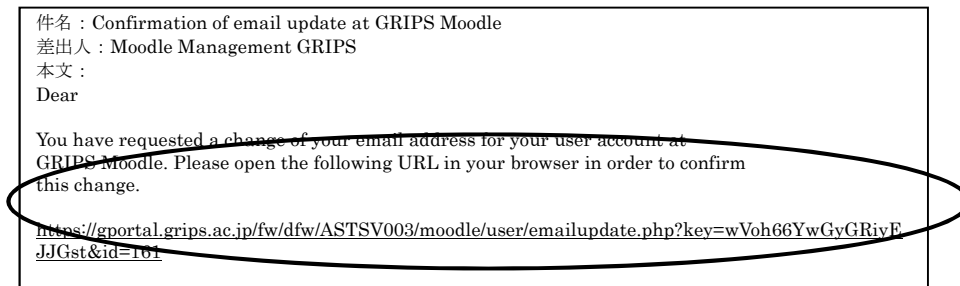 件名：Confirmation of email update at GRIPS Moodle
差出人：Moodle Management GRIPS
本文：
Dear
You have requested a change of your email address for your user account at
GRIPS Moodle. Please open the following URL in your browser in order to confirm
this change.
https://gportal.grips.ac.jp/fw/dfw/ASTSV003/moodle/user/emailupdate.php?key=wVoh66YwGyGRiyE
JJGst&id=161